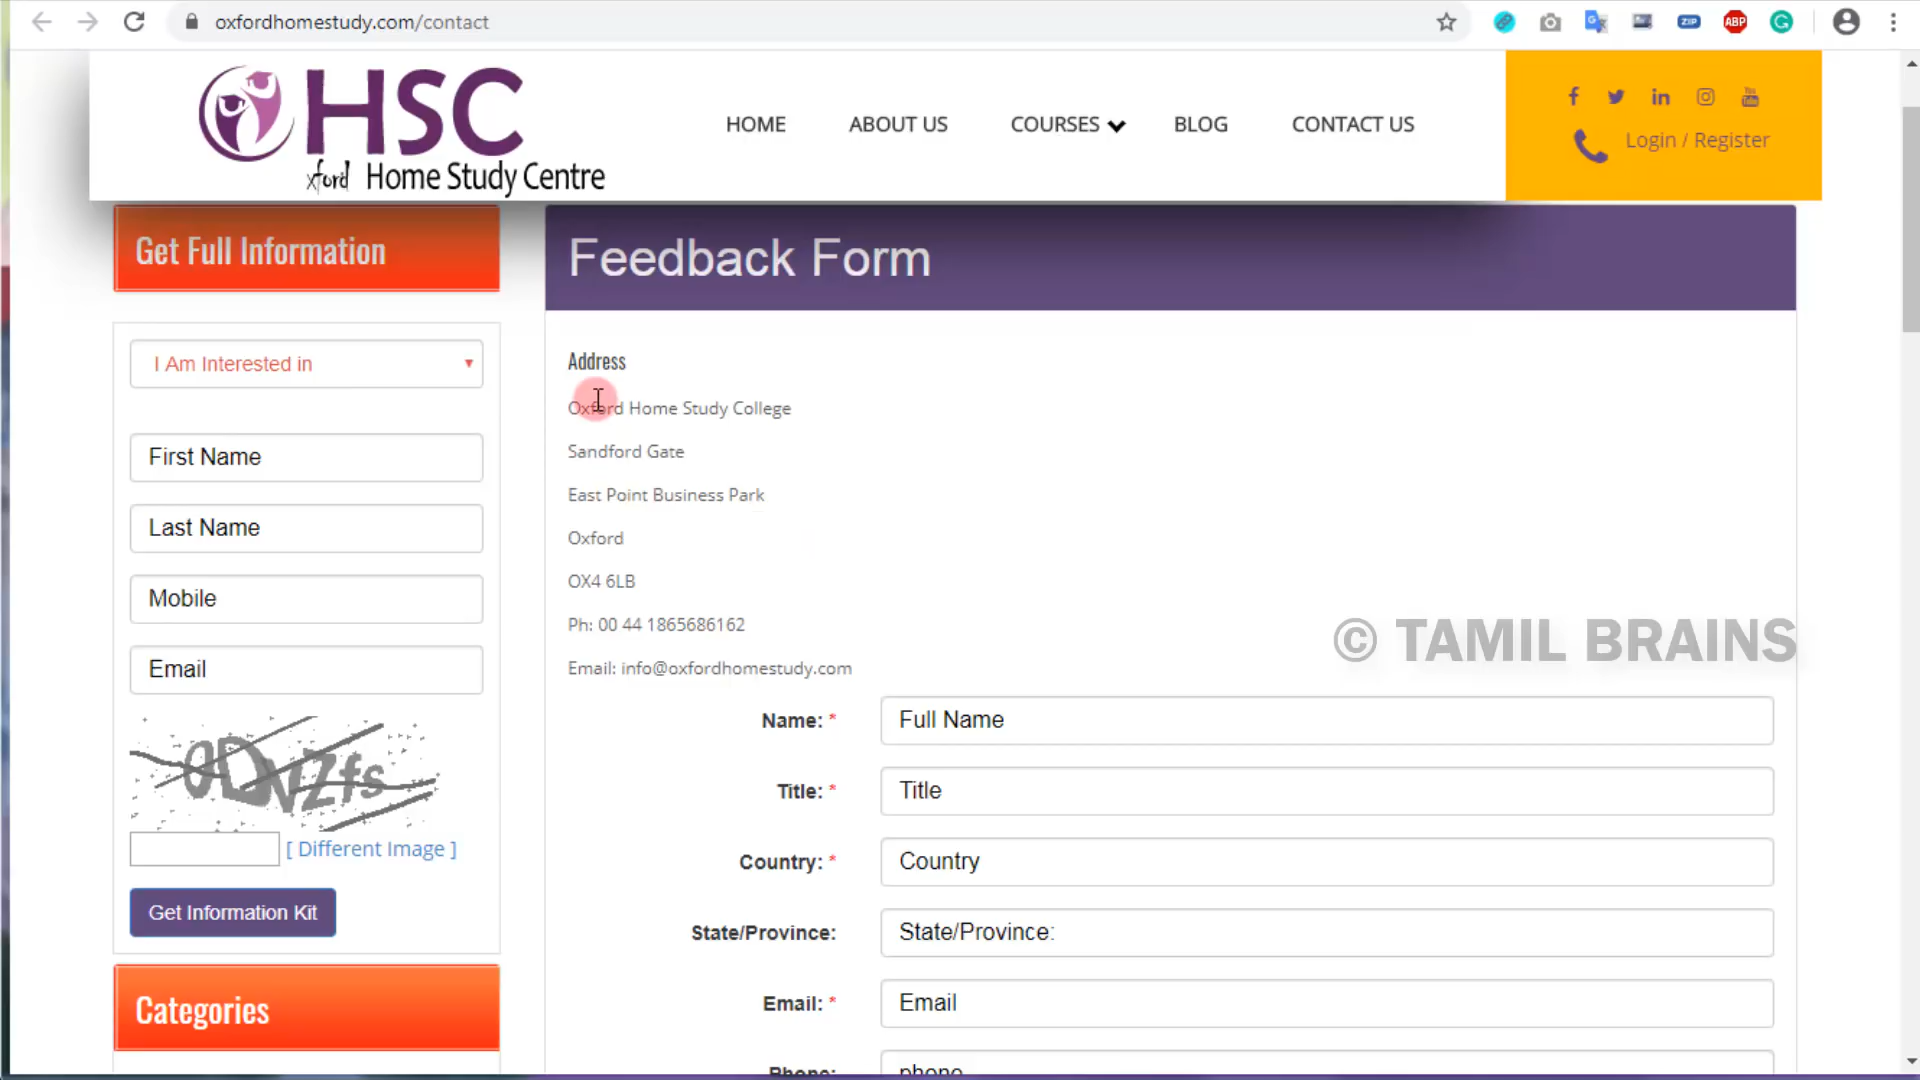 oxfordhomestudy.com/contact
HSC
xford Home Study Centre
HOME
ABOUT US
COURSES
BLOG
CONTACT US
Login / Register
Get Full Information
I Am Interested in
First Name
Last Name
Mobile
Email
[ Different Image ]
Get Information Kit
Categories
Feedback Form
Address
Oxford Home Study College
Sandford Gate
East Point Business Park
Oxford
OX4 6LB
Ph: 00 44 1865686162
Email: info@oxfordhomestudy.com
© TAMIL BRAINS
Name: * Full Name
Title: * Title
Country: * Country
State/Province: State/Province:
Email: * Email
Phone: phone